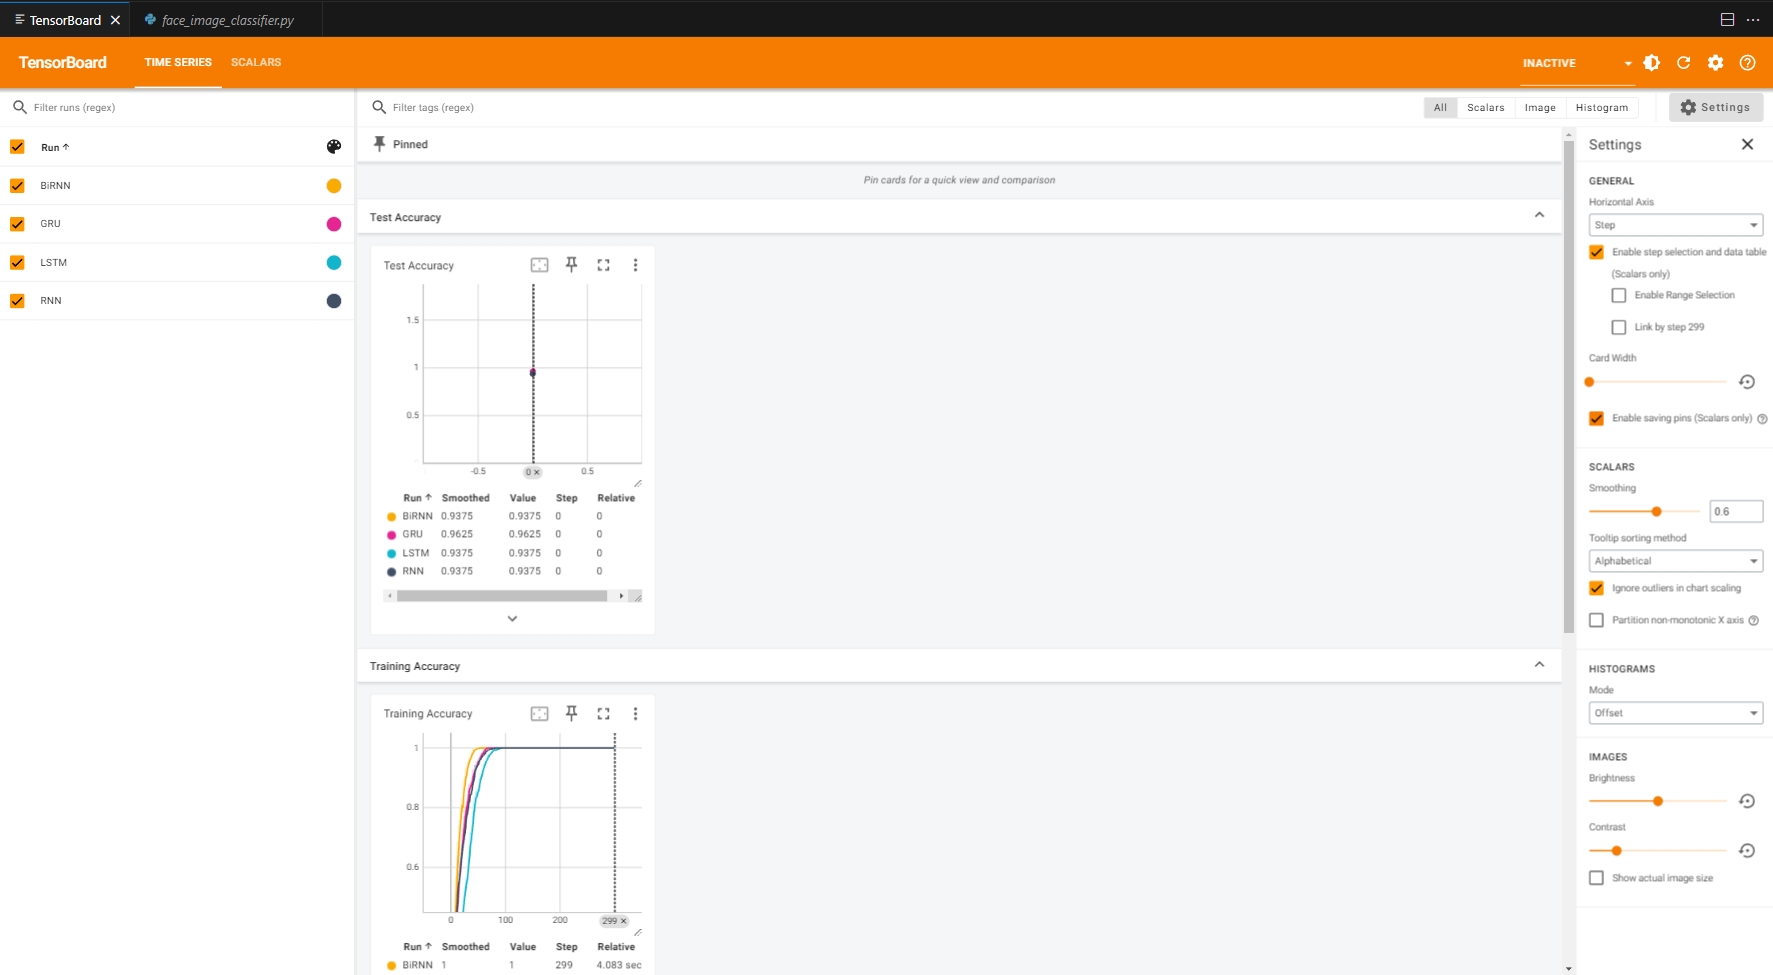 TensorBoard
face_image_classifier.py
TensorBoard
TIME SERIES
SCALARS
INACTIVE
Filter runs (regex)
Filter tags (regex)
All
Scalars
Image
Histogram
Settings
Run ↑
BiRNN
GRU
LSTM
RNN
Pinned
Pin cards for a quick view and comparison
Test Accuracy
Test Accuracy
1.5
1
0.5
-0.5
0 ×
0.5
Run ↑ Smoothed Value Step Relative
BiRNN 0.9375 0.9375 0 0
GRU 0.9625 0.9625 0 0
LSTM 0.9375 0.9375 0 0
RNN 0.9375 0.9375 0 0
Training Accuracy
Training Accuracy
1
0.8
0.6
0
100
200
299 ×
Run ↑ Smoothed Value Step Relative
BiRNN 1 1 299 4.083 sec
Settings
GENERAL
Horizontal Axis
Step
Enable step selection and data table
(Scalars only)
Enable Range Selection
Link by step 299
Card Width
Enable saving pins (Scalars only)
SCALARS
Smoothing
0.6
Tooltip sorting method
Alphabetical
Ignore outliers in chart scaling
Partition non-monotonic X axis
HISTOGRAMS
Mode
Offset
IMAGES
Brightness
Contrast
Show actual image size